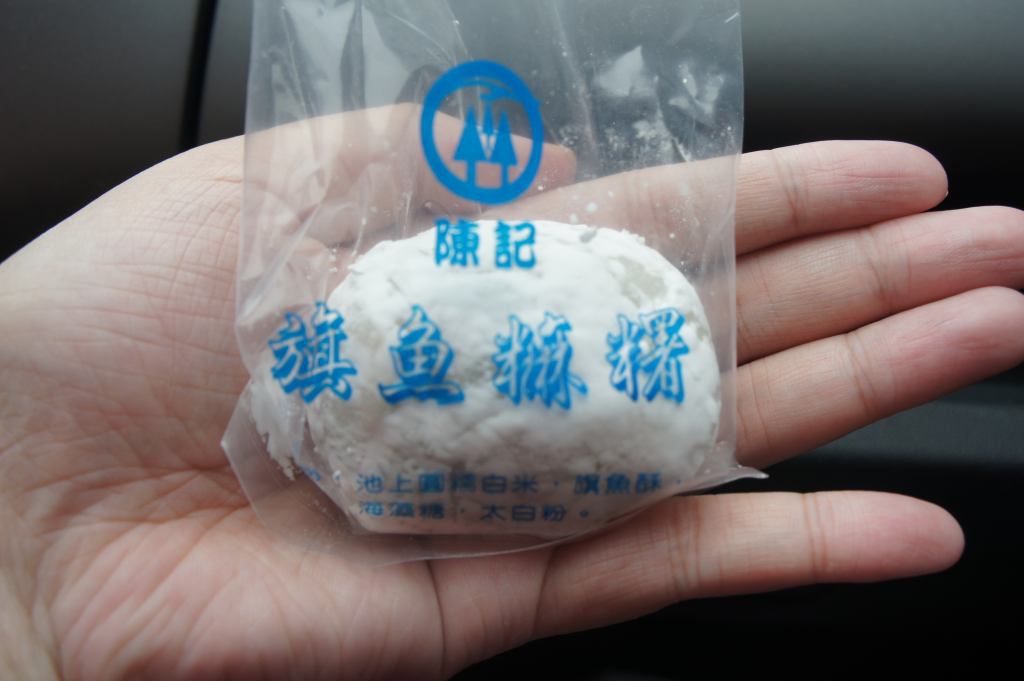 陳記
旗魚糬糬
池上圓糯白米．旗魚酥．
海藻糖．太白粉。